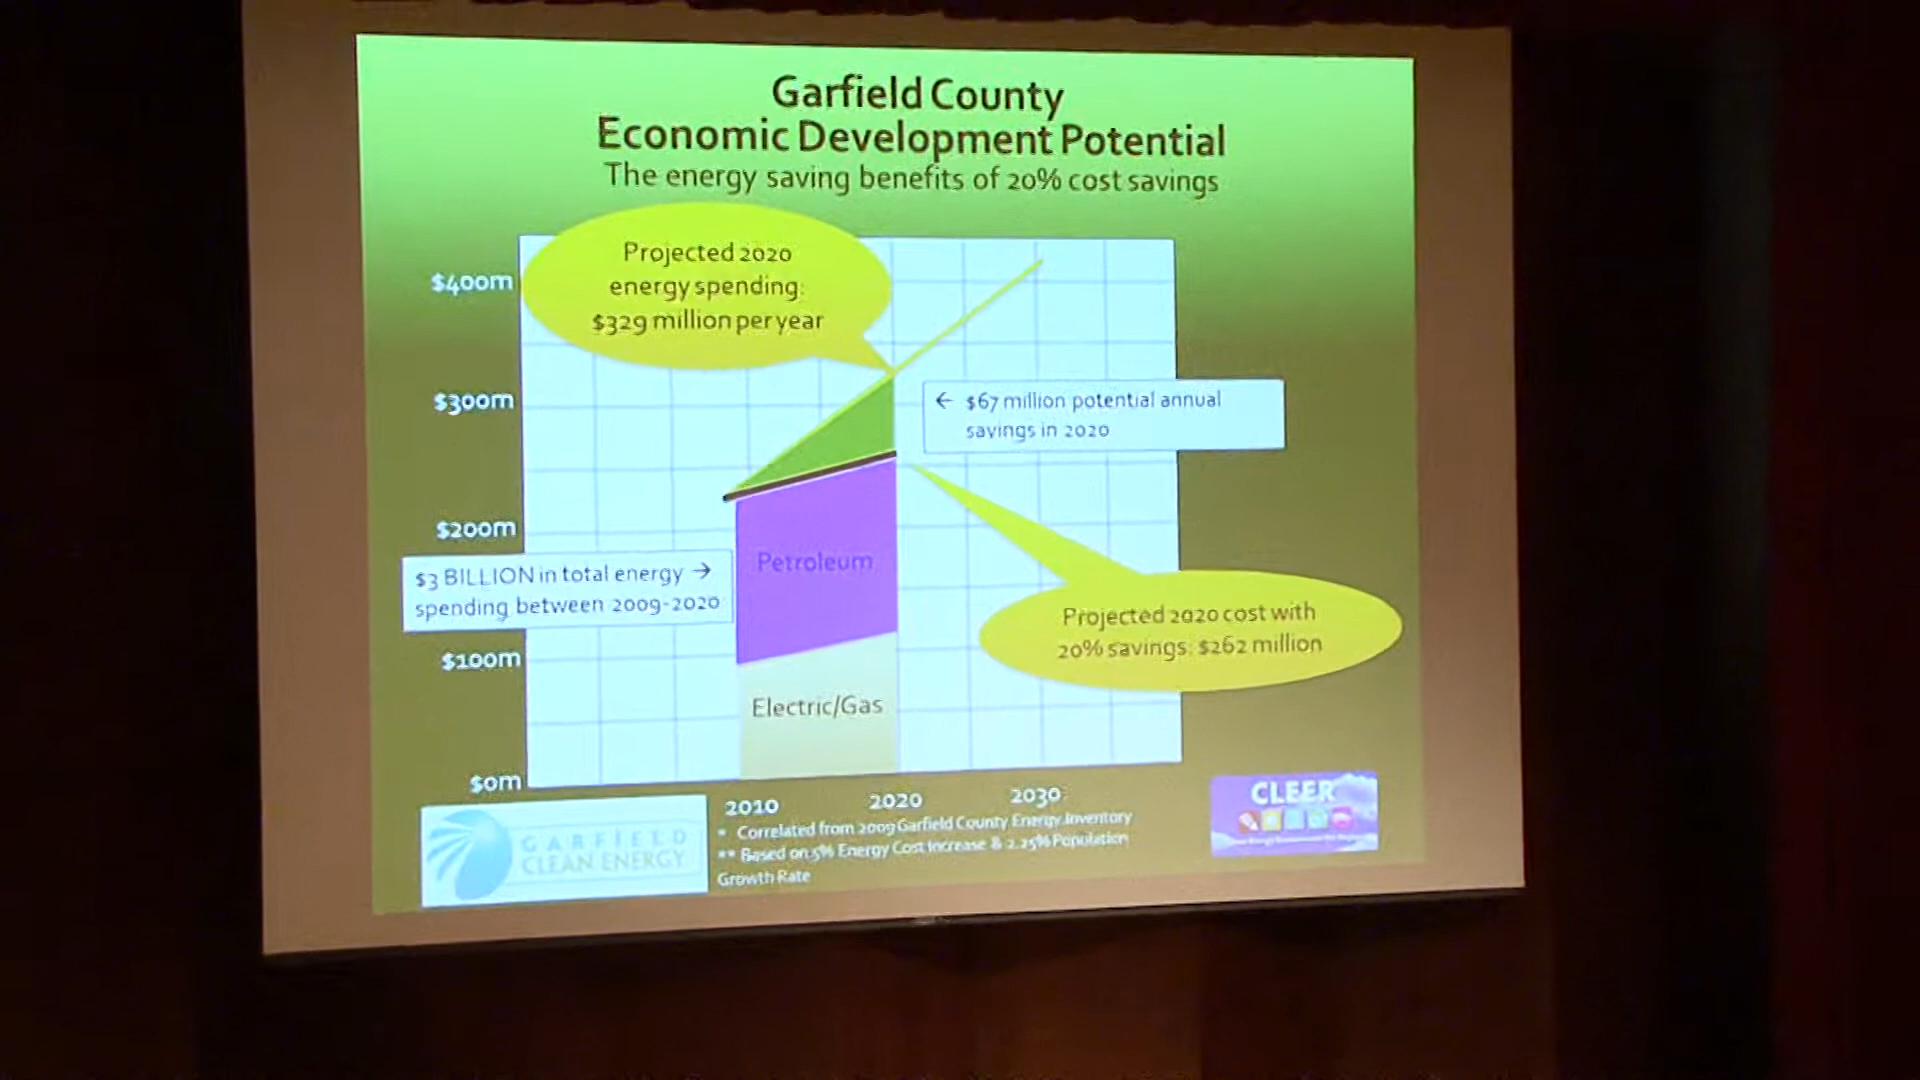 Garfield County
Economic Development Potential
The energy saving benefits of 20% cost savings
Projected 2020
energy spending:
$329 million per year
$400m
$300m
← $67 million potential annual
savings in 2020
$200m
Petroleum
$3 BILLION in total energy →
spending between 2009-2020
Projected 2020 cost with
20% savings: $262 million
$100m
Electric/Gas
$0m
2010 2020 2030
* Correlated from 2009 Garfield County Energy Inventory
** Based on 5% Energy Cost Increase & 2.25% Population
Growth Rate
GARFIELD
CLEAN ENERGY
CLEER